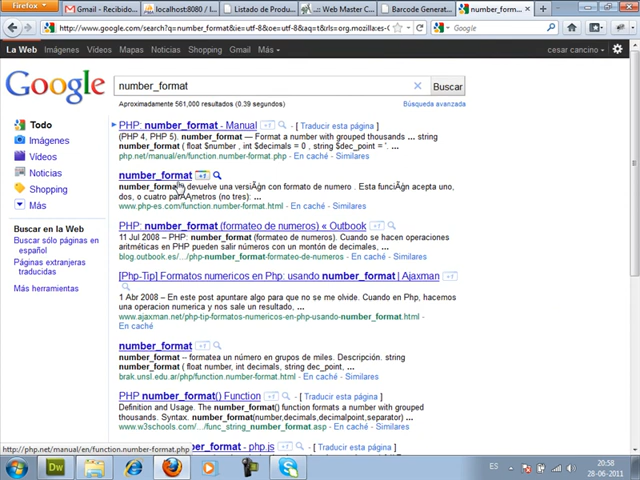 Firefox
Gmail - Recibido...
localhost:8080 / l...
Listado de Produ...
.:: Web Master C...
Barcode Generat...
number_form...
http://www.google.com/search?q=number_format&ie=utf-8&oe=utf-8&aq=t&rls=org.mozilla:es-C
Google
La Web Imágenes Vídeos Mapas Noticias Shopping Gmail Más
cesar cancino
Google
number_format
Buscar
Aproximadamente 561,000 resultados (0.39 segundos)
Búsqueda avanzada
Todo
Imágenes
Vídeos
Shopping
Más
Buscar en la Web
Buscar sólo páginas en
español
Páginas extranjeras
traducidas
Más herramientas
PHP: number_format - Manual +1 - [ Traducir esta página ]
(PHP 4, PHP 5). number_format — Format a number with grouped thousands ... string
number_format ( float $number , int $decimals = 0 , string $dec_point = '. ...
php.net/manual/en/function.number-format.php - En caché - Similares
number_format +1
number_format, devuelve una versiÃ³n con formato de numero . Esta funciÃ³n acepta uno,
dos, o cuatro parÃ¡metros (no tres): ...
www.php-es.com/function.number-format.html - En caché - Similares
PHP: number_format (formateo de numeros) « Outbook +1
11 Jul 2008 – PHP: number_format (formateo de numeros). Cuando se hacen operaciones
aritméticas en PHP pueden salir números con un montón de decimales, ...
blog.outbook.es/.../php-number_format-formateo-de-numeros - En caché - Similares
[Php-Tip] Formatos numericos en Php: usando number_format | Ajaxman +1
1 Abr 2008 – En este post apuntare algo para que no se me olvide. Cuando en Php, hacemos
una operacion numerica y nos sale un resultado, ...
www.ajaxman.net/php-tip-formatos-numericos-en-php-usando-number_format.html -
En caché
number_format +1
number_format -- formatea un número en grupos de miles. Descripción. string
number_format ( float number, int decimals, string dec_point, ...
brak.unsl.edu.ar/php/function.number-format.html - En caché - Similares
PHP number_format() Function +1 - [ Traducir esta página ]
Definition and Usage. The number_format() function formats a number with grouped
thousands. Syntax. number_format(number,decimals,decimalpoint,separator) ...
www.w3schools.com/.../func_string_number_format.asp - En caché - Similares
http://php.net/manual/en/function.number-format.php
ber_format - php.js +1 - [ Traducir esta página ]
Dw
ES
20:58
28-06-2011